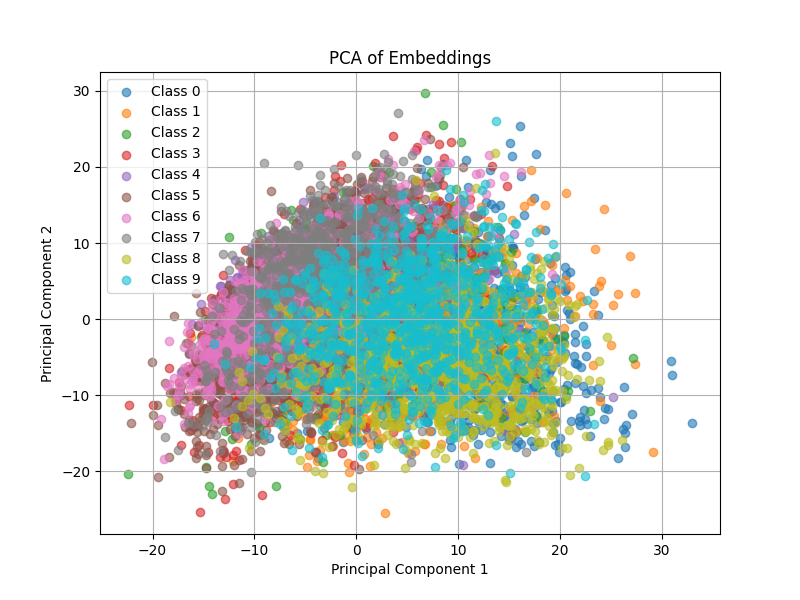 PCA of Embeddings
Class 0
Class 1
Class 2
Class 3
Class 4
Class 5
Class 6
Class 7
Class 8
Class 9
Principal Component 2
30
20
10
0
−10
−20
−20 −10 0 10 20 30
Principal Component 1